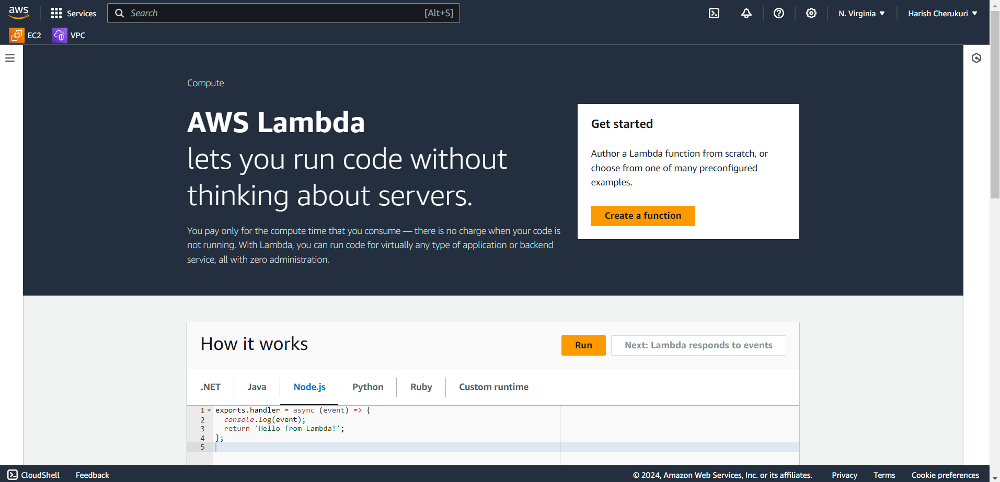 aws
Services
Search
[Alt+S]
N. Virginia
Harish Cherukuri
EC2
VPC
Compute
AWS Lambda
lets you run code without
thinking about servers.
You pay only for the compute time that you consume — there is no charge when your code is
not running. With Lambda, you can run code for virtually any type of application or backend
service, all with zero administration.
Get started
Author a Lambda function from scratch, or
choose from one of many preconfigured
examples.
Create a function
How it works
Run
Next: Lambda responds to events
.NET
Java
Node.js
Python
Ruby
Custom runtime
1 exports.handler = async (event) => {
2 console.log(event);
3 return 'Hello from Lambda!';
4 };
5
CloudShell
Feedback
© 2024, Amazon Web Services, Inc. or its affiliates.
Privacy
Terms
Cookie preferences